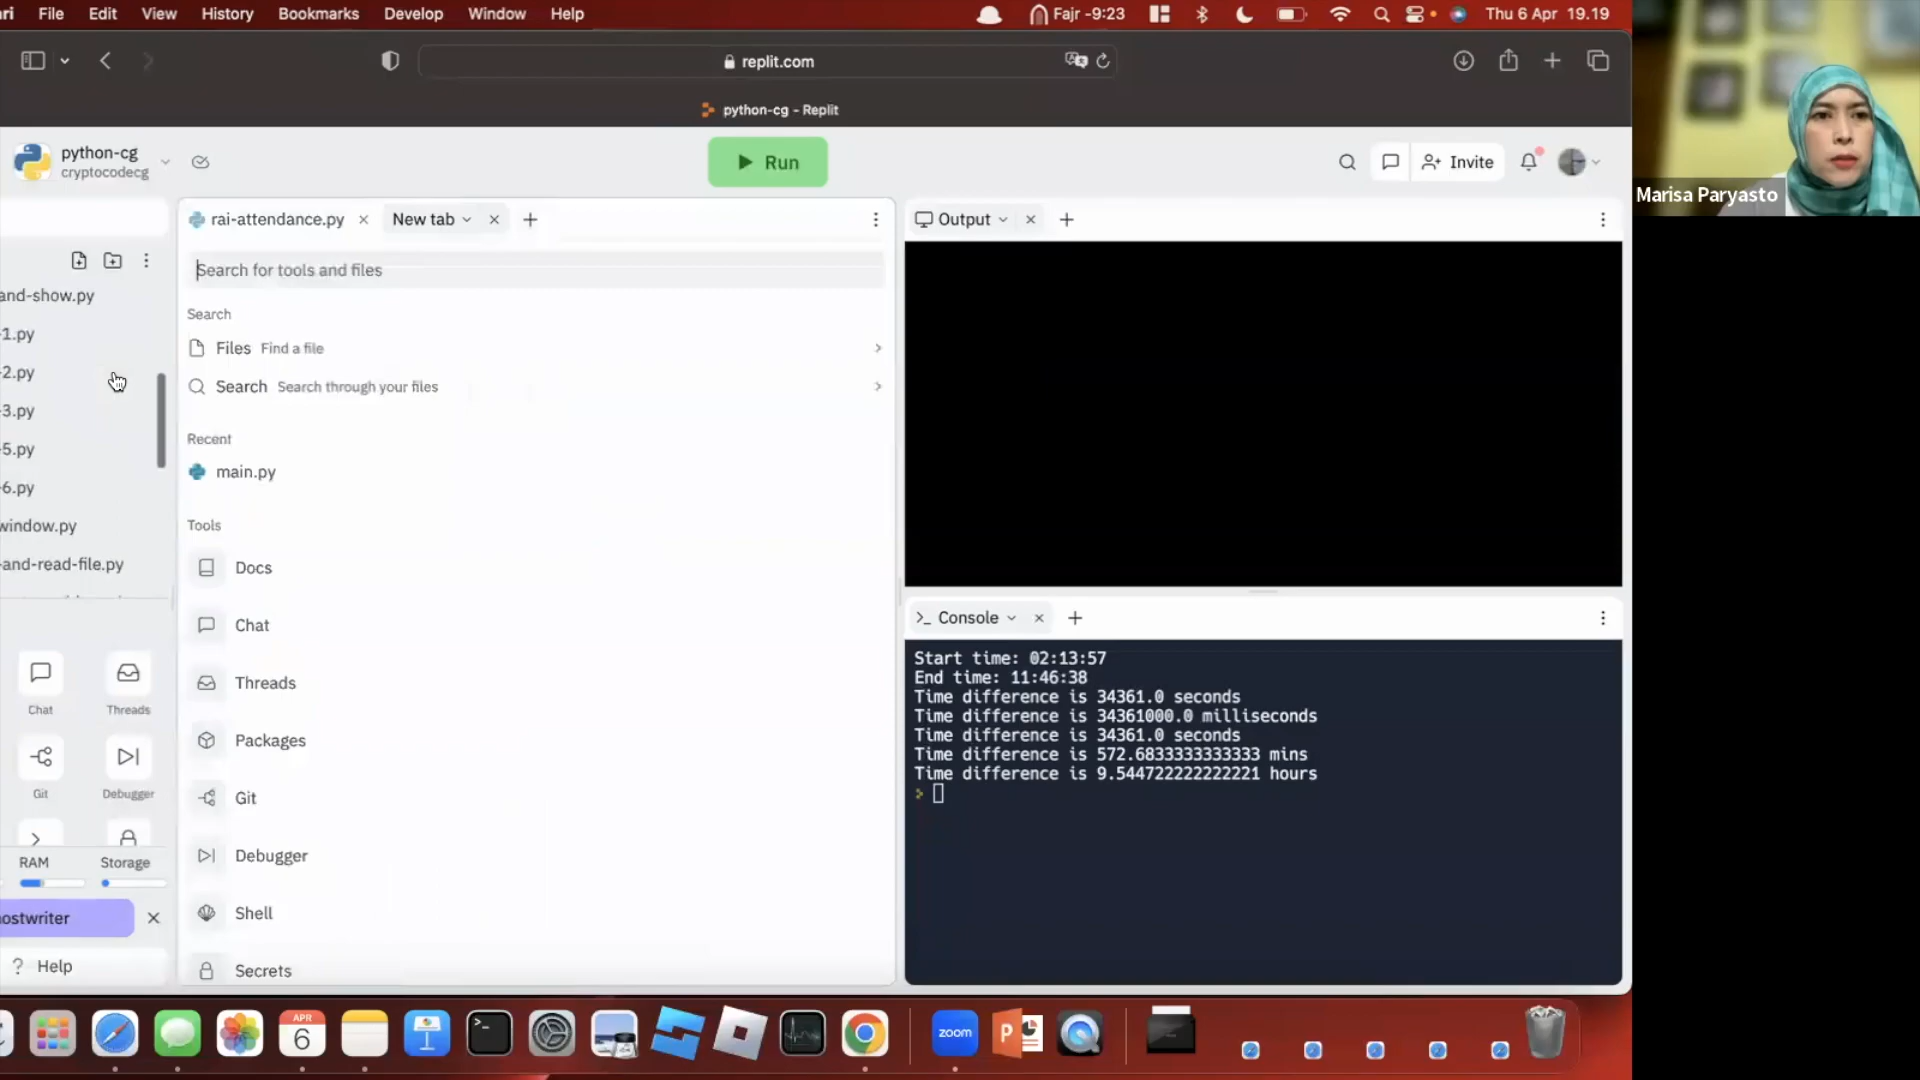 ri File Edit View History Bookmarks Develop Window Help Fajr -9:23 Thu 6 Apr 19.19
replit.com
python-cg - Replit
python-cg
cryptocodecg
Run
Invite
Marisa Paryasto
rai-attendance.py
New tab
Search for tools and files
Search
Files Find a file
Search Search through your files
Recent
main.py
Tools
Docs
Chat
Threads
Packages
Git
Debugger
Shell
Secrets
and-show.py
-1.py
-2.py
-3.py
-5.py
-6.py
window.py
-and-read-file.py
Chat Threads
Git Debugger
RAM Storage
ostwriter
? Help
Output
>_ Console
Start time: 02:13:57
End time: 11:46:38
Time difference is 34361.0 seconds
Time difference is 34361000.0 milliseconds
Time difference is 34361.0 seconds
Time difference is 572.6833333333333 mins
Time difference is 9.544722222222221 hours
APR
6
zoom
P